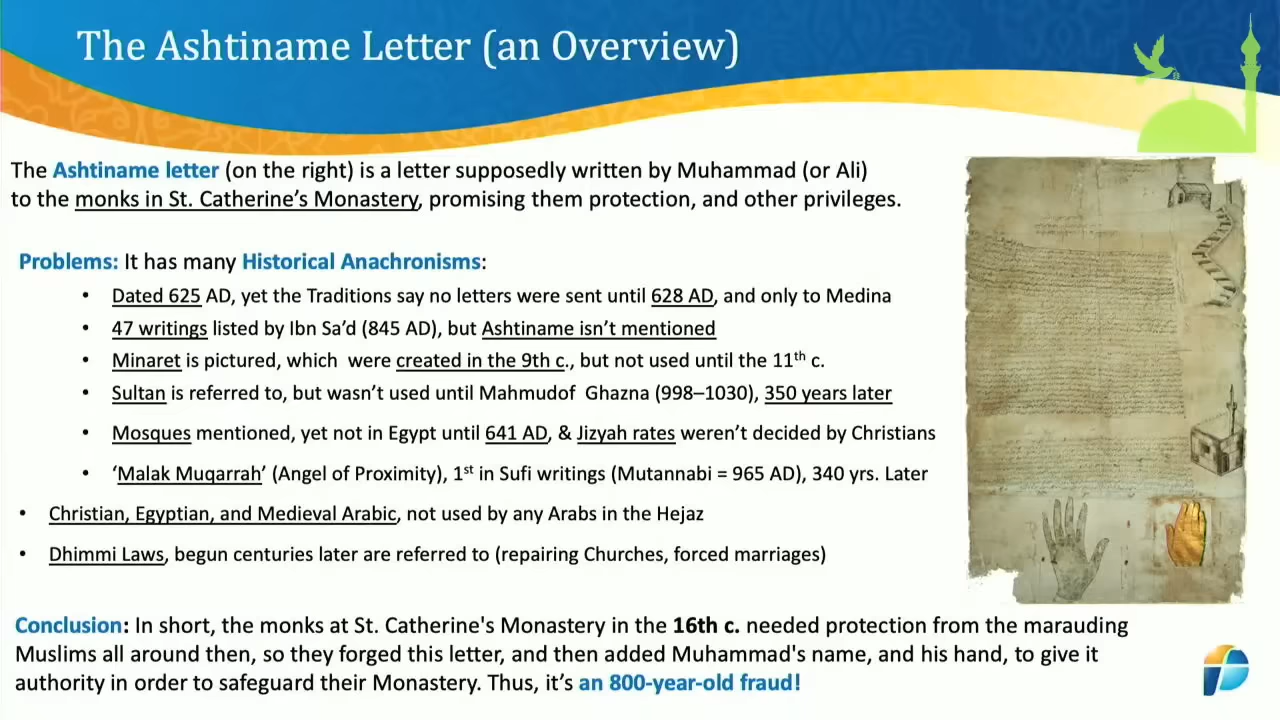 The Ashtiname Letter (an Overview)
The Ashtiname letter (on the right) is a letter supposedly written by Muhammad (or Ali)
to the monks in St. Catherine's Monastery, promising them protection, and other privileges.
Problems: It has many Historical Anachronisms:
• Dated 625 AD, yet the Traditions say no letters were sent until 628 AD, and only to Medina
• 47 writings listed by Ibn Sa'd (845 AD), but Ashtiname isn't mentioned
• Minaret is pictured, which were created in the 9th c., but not used until the 11th c.
• Sultan is referred to, but wasn't used until Mahmudof Ghazna (998–1030), 350 years later
• Mosques mentioned, yet not in Egypt until 641 AD, & Jizyah rates weren't decided by Christians
• 'Malak Muqarrah' (Angel of Proximity), 1st in Sufi writings (Mutannabi = 965 AD), 340 yrs. Later
• Christian, Egyptian, and Medieval Arabic, not used by any Arabs in the Hejaz
• Dhimmi Laws, begun centuries later are referred to (repairing Churches, forced marriages)
Conclusion: In short, the monks at St. Catherine's Monastery in the 16th c. needed protection from the marauding
Muslims all around then, so they forged this letter, and then added Muhammad's name, and his hand, to give it
authority in order to safeguard their Monastery. Thus, it's an 800-year-old fraud!